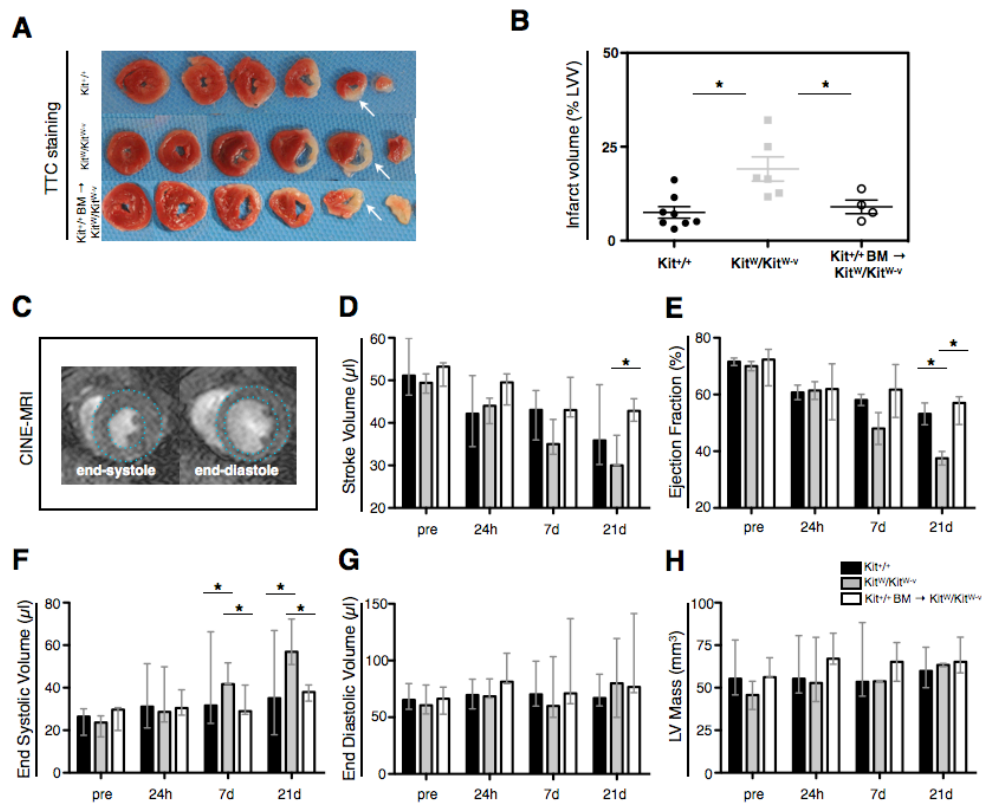 A
TTC staining
Kit+/+
KitW/KitW-v
Kit+/+ BM →
KitW/KitW-v
B
Infarct volume (% LVV)
50
25
0
*
*
Kit+/+
KitW/KitW-v
Kit+/+ BM →
KitW/KitW-v
C
CINE-MRI
end-systole
end-diastole
D
Stroke Volume (µl)
60
50
40
30
20
*
pre
24h
7d
21d
E
Ejection Fraction (%)
80
60
40
20
*
*
pre
24h
7d
21d
F
End Systolic Volume (µl)
80
60
40
20
0
*
*
*
*
pre
24h
7d
21d
G
End Diastolic Volume (µl)
150
100
50
0
pre
24h
7d
21d
H
Kit+/+
KitW/KitW-v
Kit+/+ BM → KitW/KitW-v
LV Mass (mm³)
100
75
50
25
0
pre
24h
7d
21d